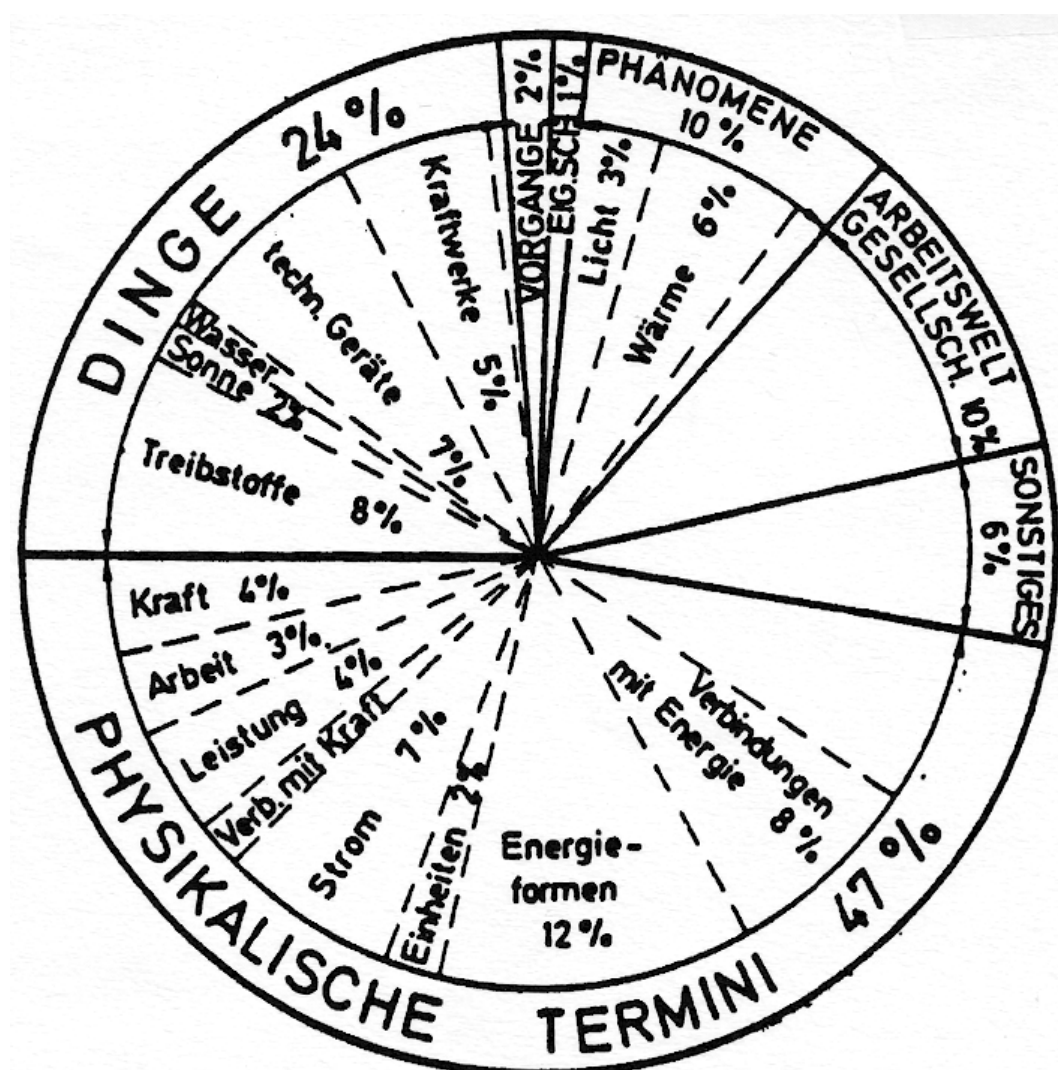 DINGE 24%
VORGÄNGE 2%
EIG.SCH 1%
PHÄNOMENE
10%
ARBEITSWELT
GESELLSCH. 10%
SONSTIGES
6%
PHYSIKALISCHE TERMINI 47%
Treibstoffe 8%
Sonne 2%
Wasser
techn. Geräte 7%
Kraftwerke 5%
Licht 3%
Wärme 6%
Verbindungen
mit Energie 8%
Energie-
formen
12%
Einheiten 2%
Strom 7%
Verb. mit Kraft
Leistung 4%
Arbeit 3%.
Kraft 4%